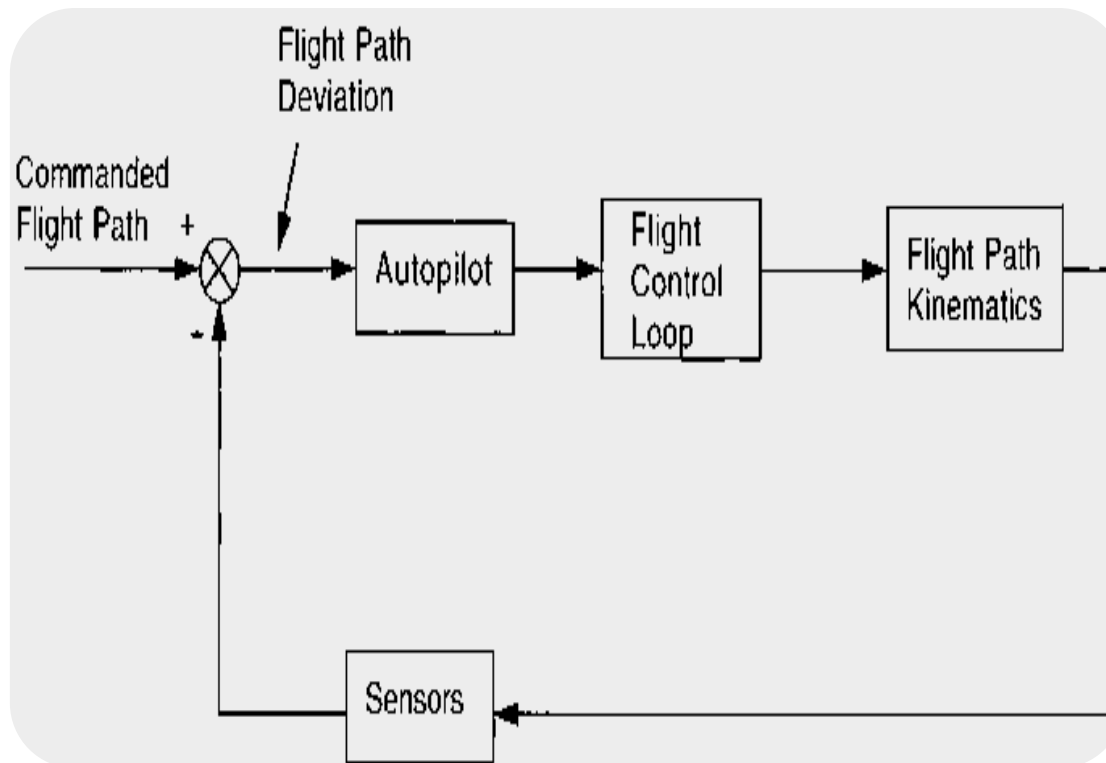 Flight Path
Deviation
Commanded
Flight Path +
Autopilot
Flight
Control
Loop
Flight Path
Kinematics
-
Sensors